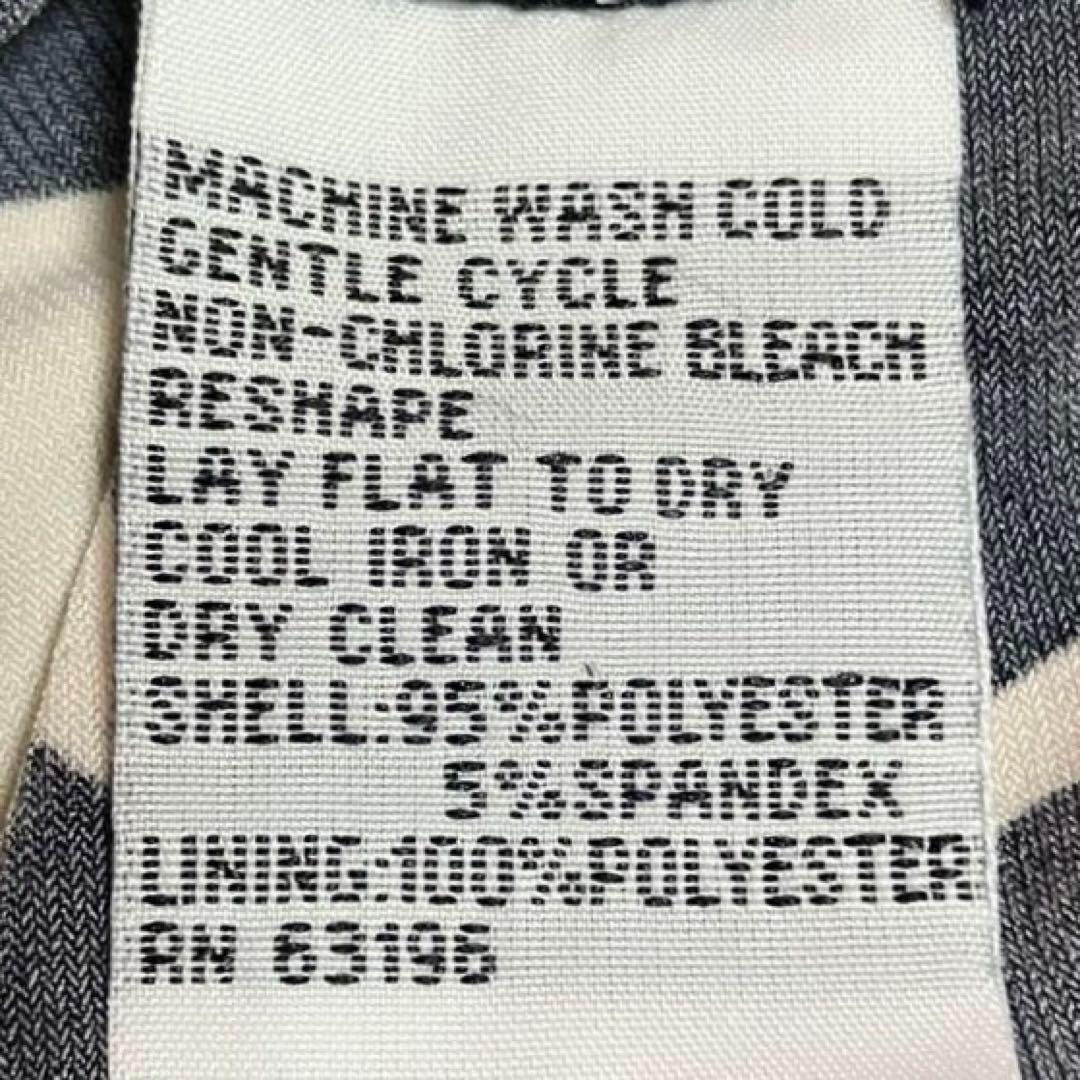 MACHINE WASH COLD
GENTLE CYCLE
NON-CHLORINE BLEACH
RESHAPE
LAY FLAT TO DRY
COOL IRON OR
DRY CLEAN
SHELL:95%POLYESTER
5%SPANDEX
LINING:100%POLYESTER
RN 63196